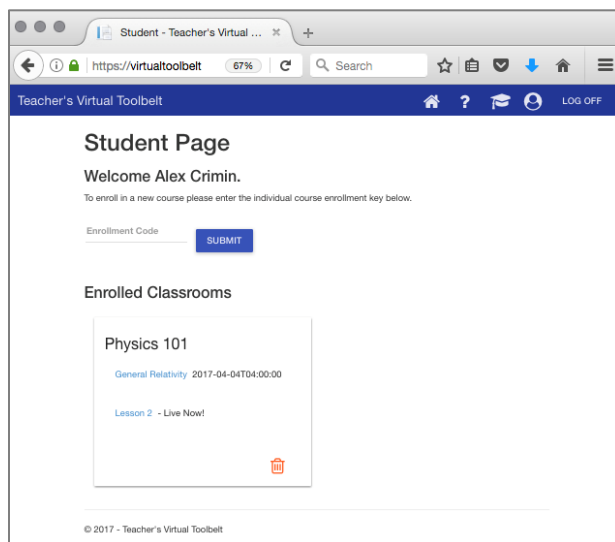 Student - Teacher's Virtual ...
https://virtualtoolbelt 67% Search
Teacher's Virtual Toolbelt LOG OFF
Student Page
Welcome Alex Crimin.
To enroll in a new course please enter the individual course enrollment key below.
Enrollment Code
SUBMIT
Enrolled Classrooms
Physics 101
General Relativity 2017-04-04T04:00:00
Lesson 2 - Live Now!
© 2017 - Teacher's Virtual Toolbelt